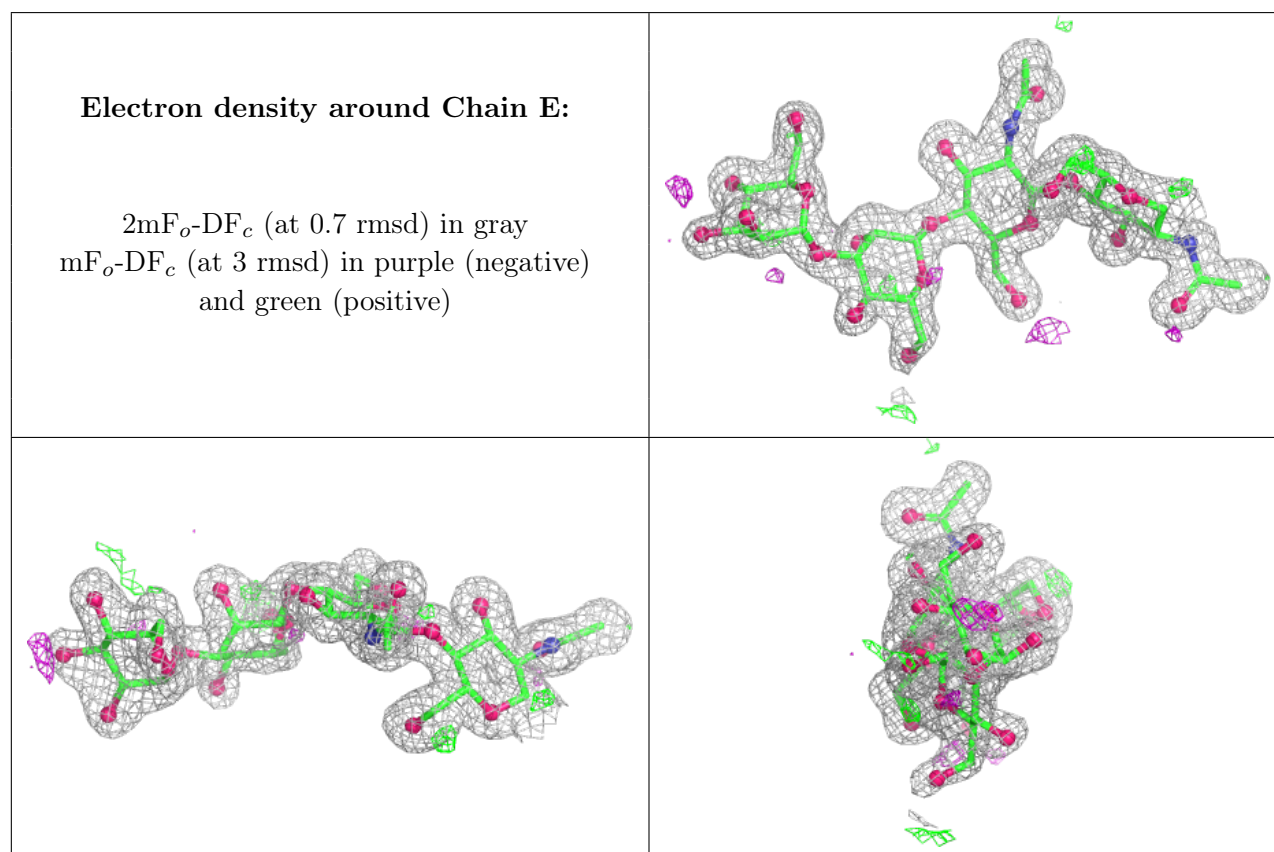 Electron density around Chain E:
2mFₒ-DF𝒸 (at 0.7 rmsd) in gray
mFₒ-DF𝒸 (at 3 rmsd) in purple (negative)
and green (positive)